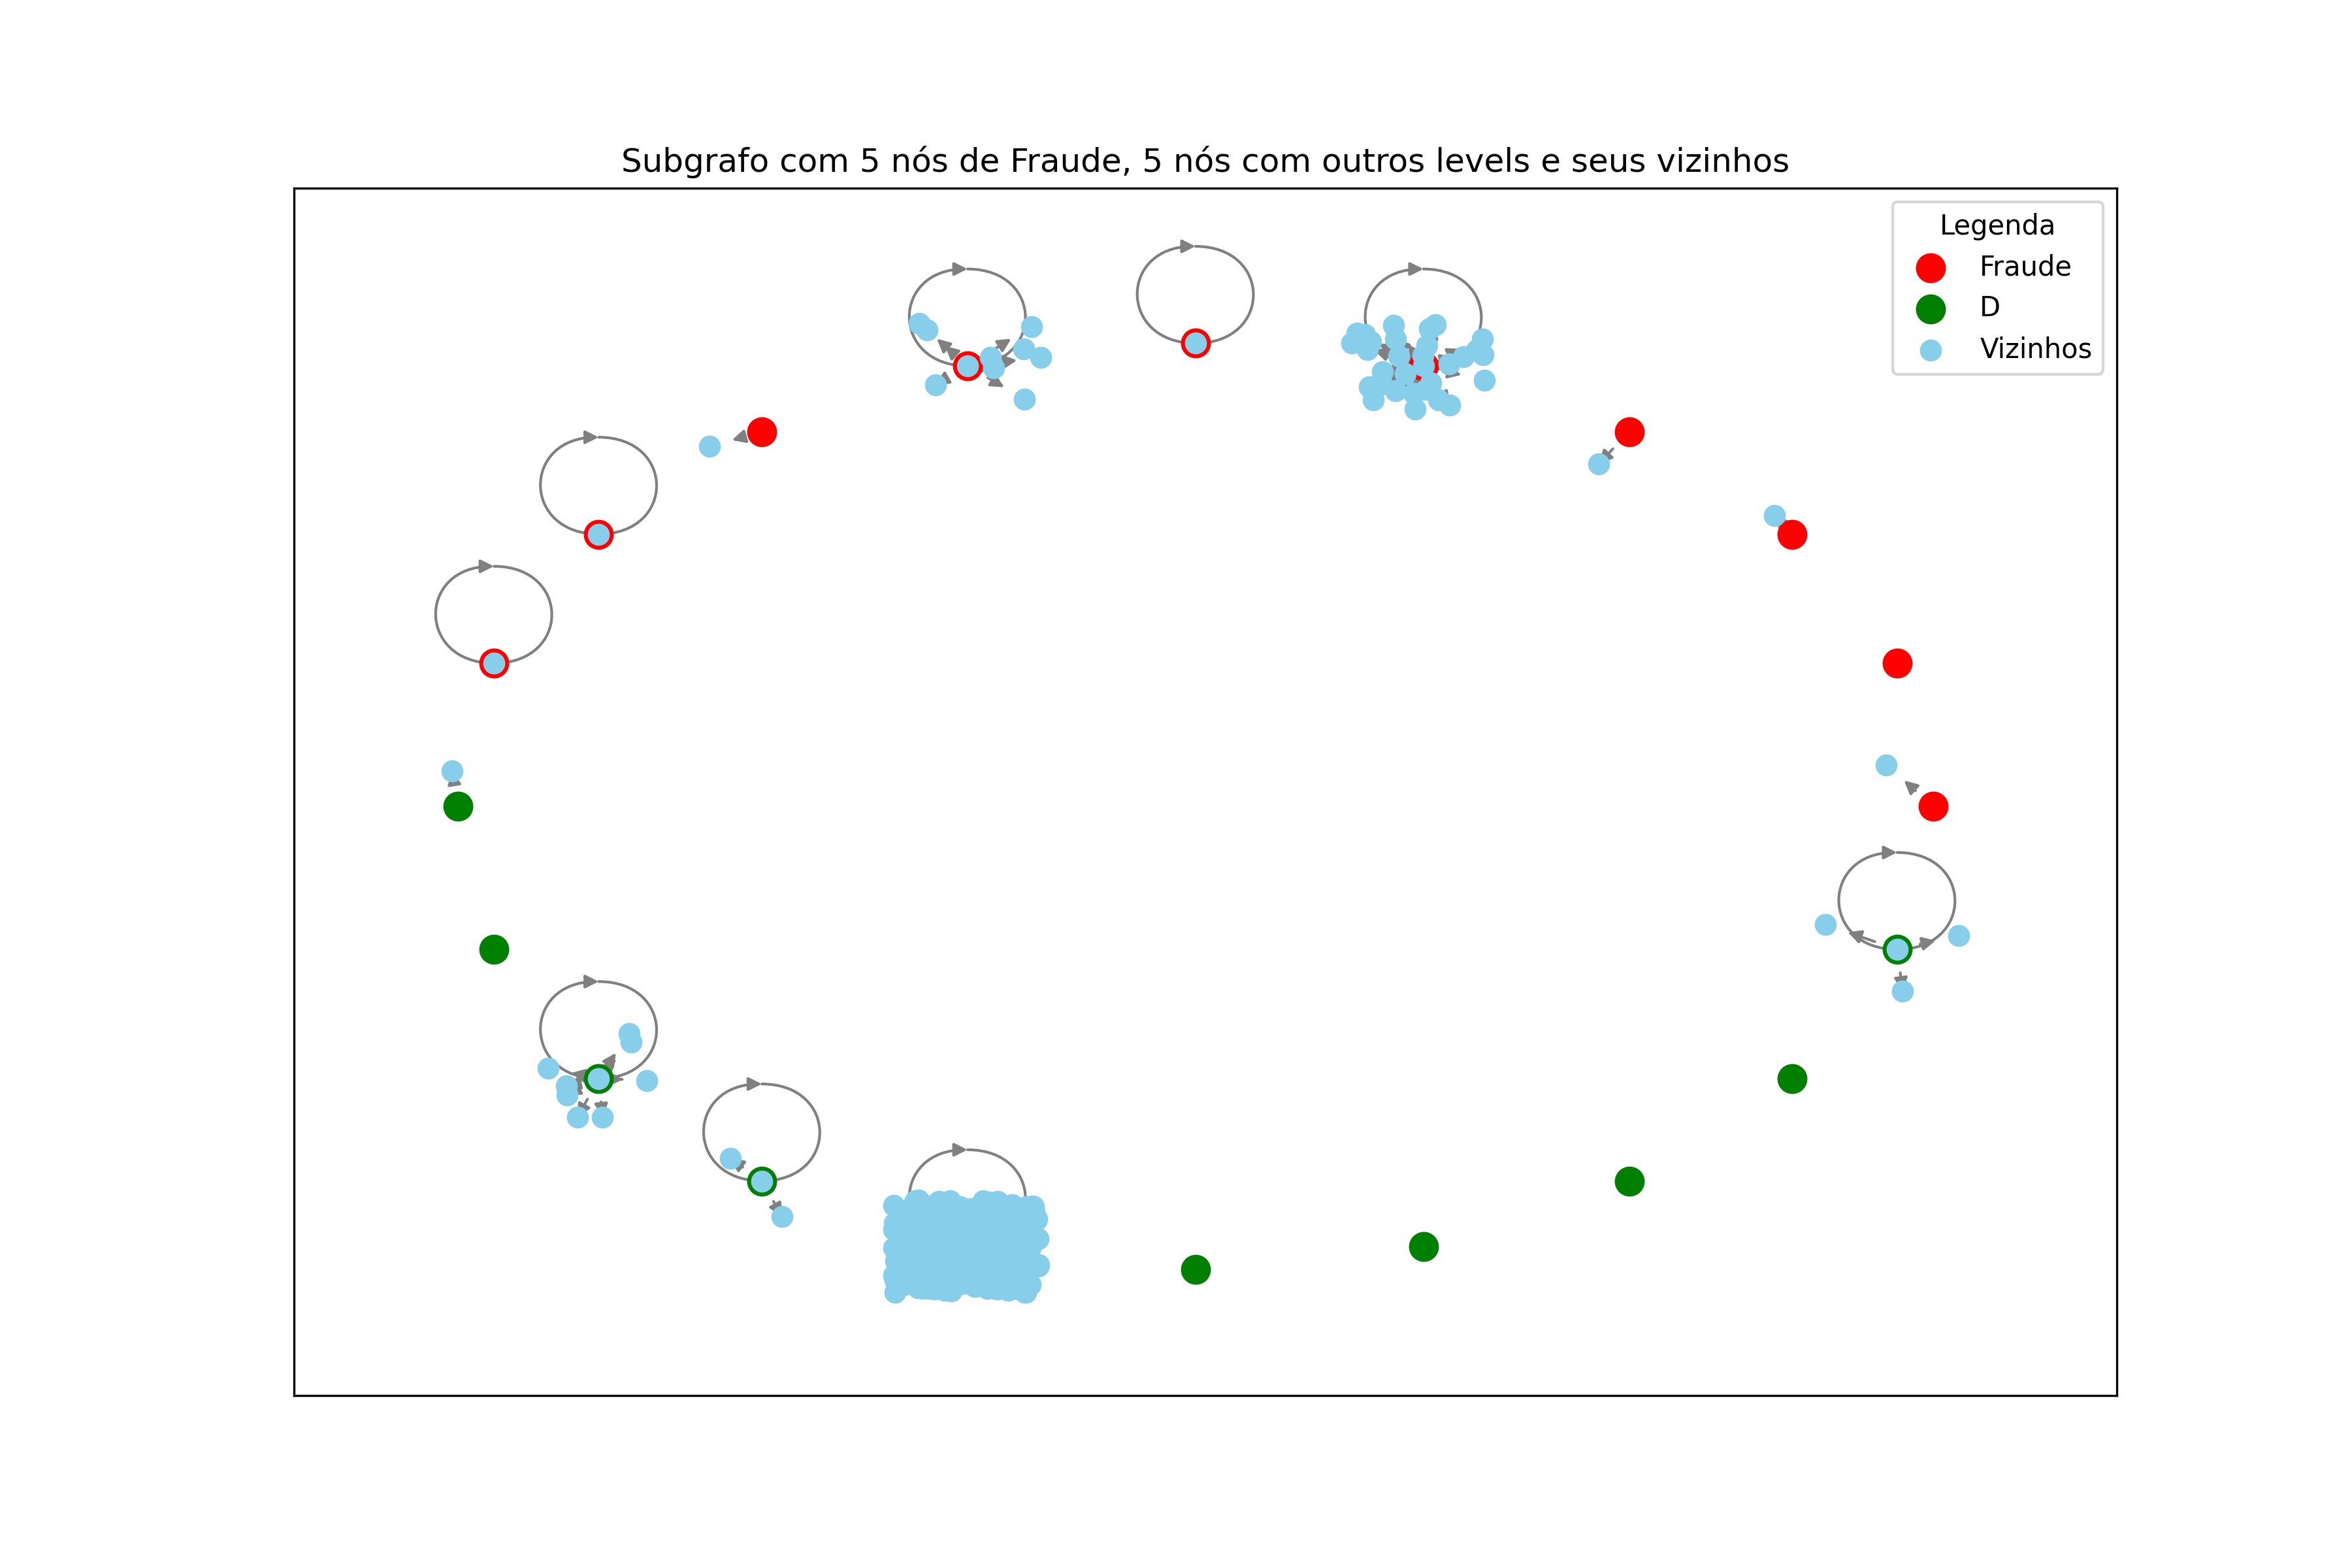 Subgrafo com 5 nós de Fraude, 5 nós com outros levels e seus vizinhos
Legenda
Fraude
D
Vizinhos